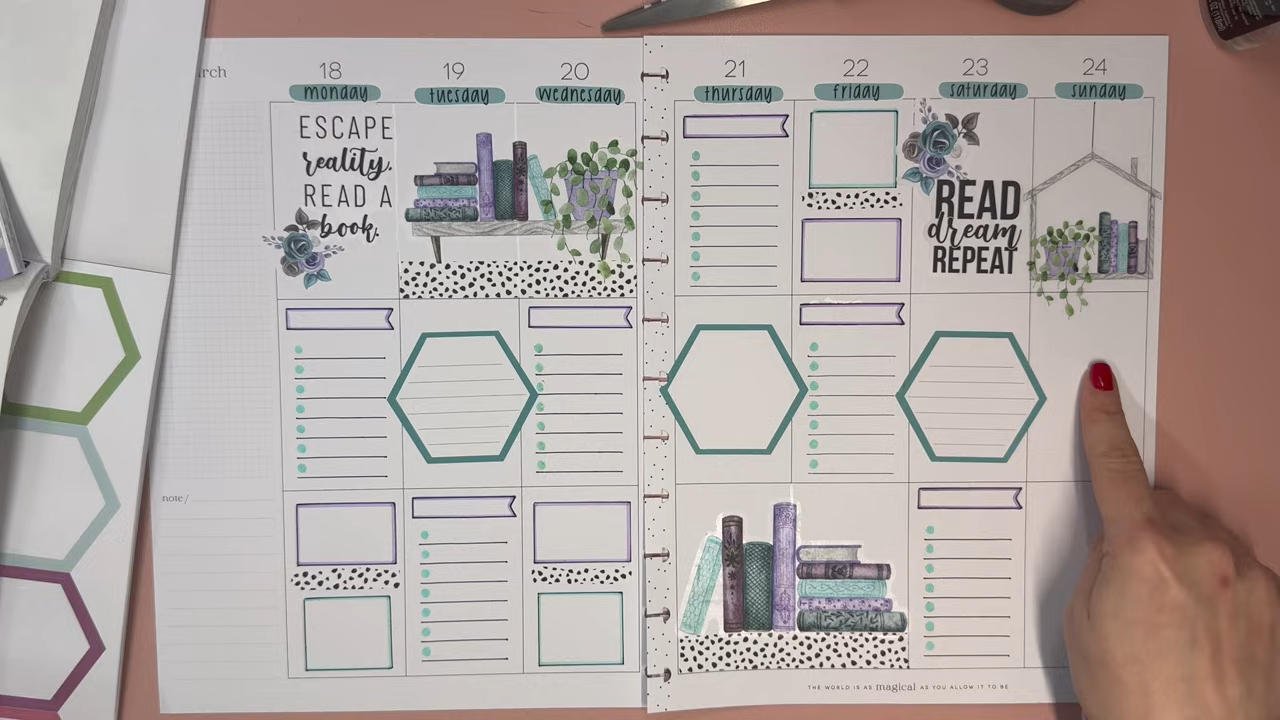 18
19
20
21
22
23
24
monday
tuesday
wednesday
thursday
friday
saturday
sunday
ESCAPE
reality.
READ A
book.
READ
dream
REPEAT
note/
THE WORLD IS AS magical AS YOU ALLOW IT TO BE